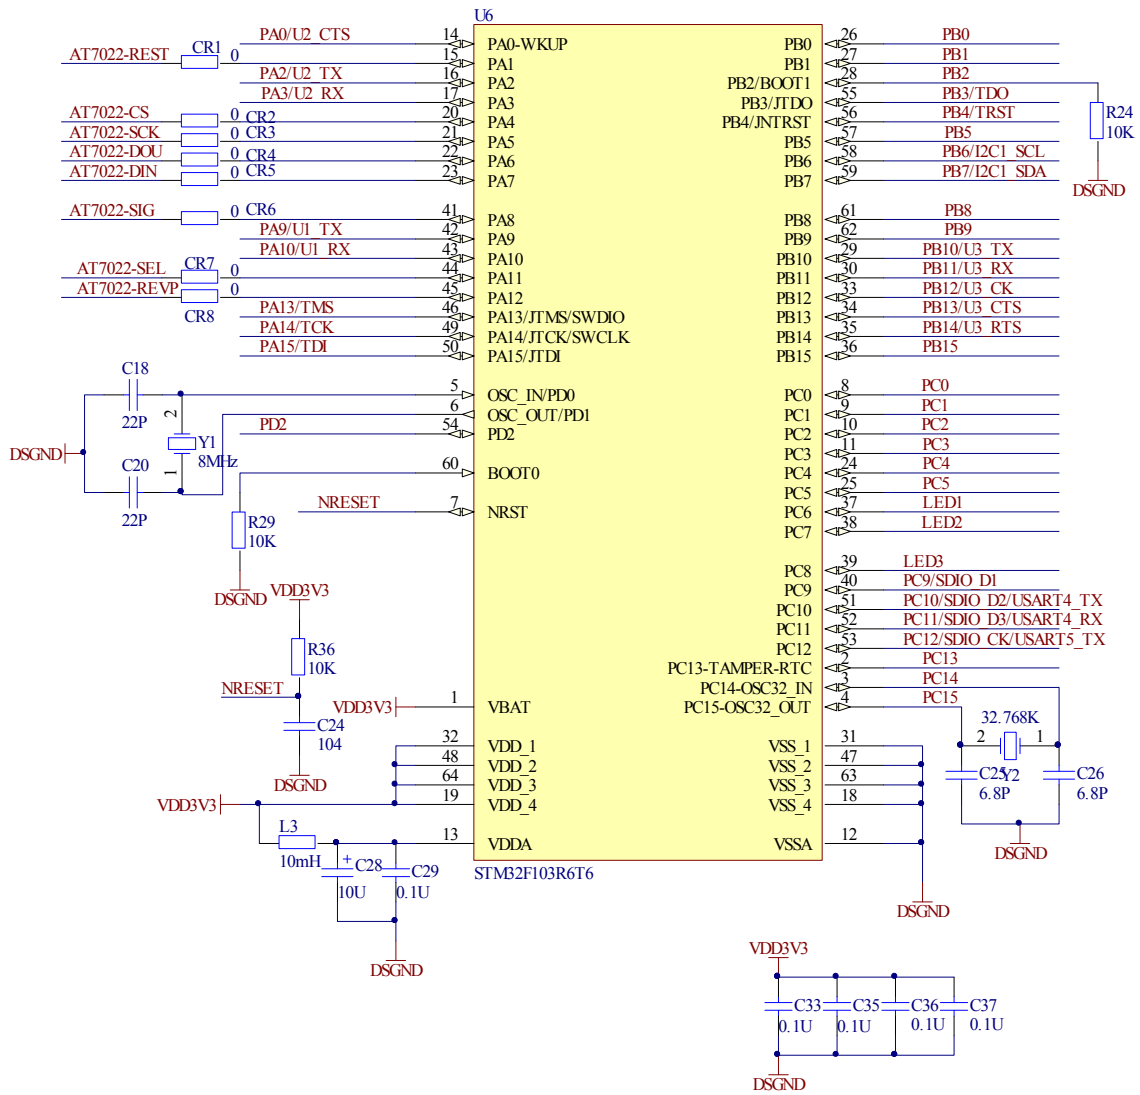 U6
PA0/U2_CTS 14 PA0-WKUP PB0 26 PB0
AT7022-REST CR1 0 15 PA1 PB1 27 PB1
PA2/U2_TX 16 PA2 PB2/BOOT1 28 PB2
PA3/U2_RX 17 PA3 PB3/JTDO 55 PB3/TDO
AT7022-CS 0 CR2 20 PA4 PB4/JNTRST 56 PB4/TRST
R24
10K
DSGND
AT7022-SCK 0 CR3 21 PA5 PB5 57 PB5
AT7022-DOU 0 CR4 22 PA6 PB6 58 PB6/I2C1_SCL
AT7022-DIN 0 CR5 23 PA7 PB7 59 PB7/I2C1_SDA
AT7022-SIG 0 CR6 41 PA8 PB8 61 PB8
PA9/U1_TX 42 PA9 PB9 62 PB9
PA10/U1_RX 43 PA10 PB10 29 PB10/U3_TX
AT7022-SEL CR7 0 44 PA11 PB11 30 PB11/U3_RX
AT7022-REVP 0 CR8 45 PA12 PB12 33 PB12/U3_CK
PA13/TMS 46 PA13/JTMS/SWDIO PB13 34 PB13/U3_CTS
PA14/TCK 49 PA14/JTCK/SWCLK PB14 35 PB14/U3_RTS
PA15/TDI 50 PA15/JTDI PB15 36 PB15
C18
22P
5 OSC_IN/PD0 PC0 8 PC0
6 OSC_OUT/PD1 PC1 9 PC1
PD2 54 PD2 PC2 10 PC2
DSGND
2
1
Y1
8MHz
C20
22P
PC3 11 PC3
60 BOOT0 PC4 24 PC4
PC5 25 PC5
NRESET 7 NRST PC6 37 LED1
PC7 38 LED2
R29
10K
DSGND
PC8 39 LED3
PC9 40 PC9/SDIO_D1
PC10 51 PC10/SDIO_D2/USART4_TX
PC11 52 PC11/SDIO_D3/USART4_RX
PC12 53 PC12/SDIO_CK/USART5_TX
PC13-TAMPER-RTC 2 PC13
PC14-OSC32_IN 3 PC14
PC15-OSC32_OUT 4 PC15
VDD3V3
R36
10K
NRESET
C24
104
DSGND
VDD3V3 1 VBAT
32.768K
2
1
Y2
C25
6.8P
C26
6.8P
DSGND
32 VDD_1 VSS_1 31
48 VDD_2 VSS_2 47
64 VDD_3 VSS_3 63
VDD3V3 19 VDD_4 VSS_4 18
L3
10mH
13 VDDA VSSA 12
+
C28
10U
C29
0.1U
STM32F103R6T6
DSGND
DSGND
VDD3V3
C33 C35 C36 C37
0.1U 0.1U 0.1U 0.1U
DSGND